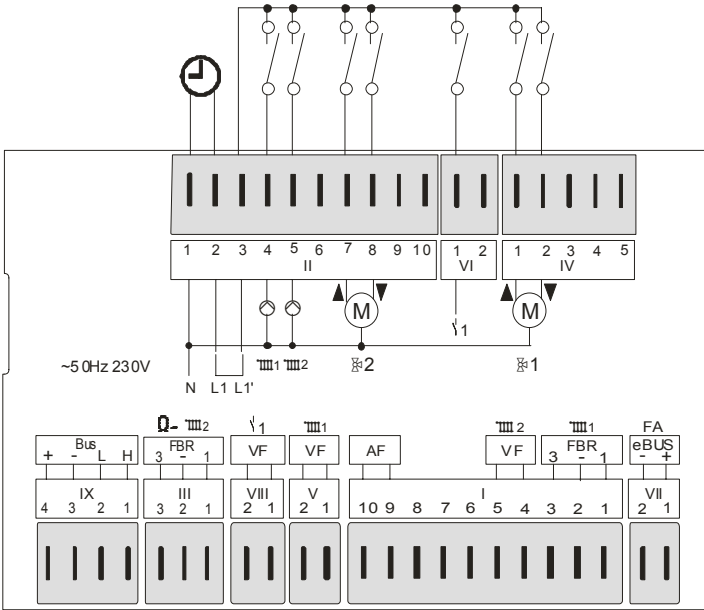 1 2 3 4 5 6 7 8 9 10
II
1 2
VI
1 2 3 4 5
IV
M
M
1
~50Hz 230V
1 2
2
1
N L1 L1'
2
1
1
2
1
FA
Bus
+ - L H
FBR
3 - 1
VF
VF
AF
VF
FBR
3 - 1
eBUS
- +
IX
4 3 2 1
III
3 2 1
VIII
2 1
V
2 1
I
10 9 8 7 6 5 4 3 2 1
VII
2 1